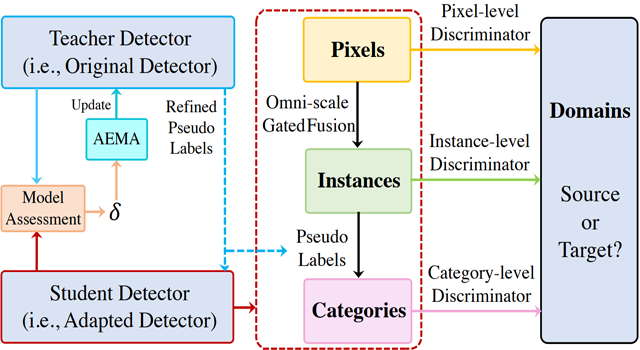 Teacher Detector
(i.e., Original Detector)
Update
AEMA
Refined
Pseudo
Labels
Model
Assessment
δ
Student Detector
(i.e., Adapted Detector)
Pixels
Omni-scale
Gated Fusion
Instances
Pseudo
Labels
Categories
Pixel-level
Discriminator
Instance-level
Discriminator
Category-level
Discriminator
Domains
Source
or
Target?